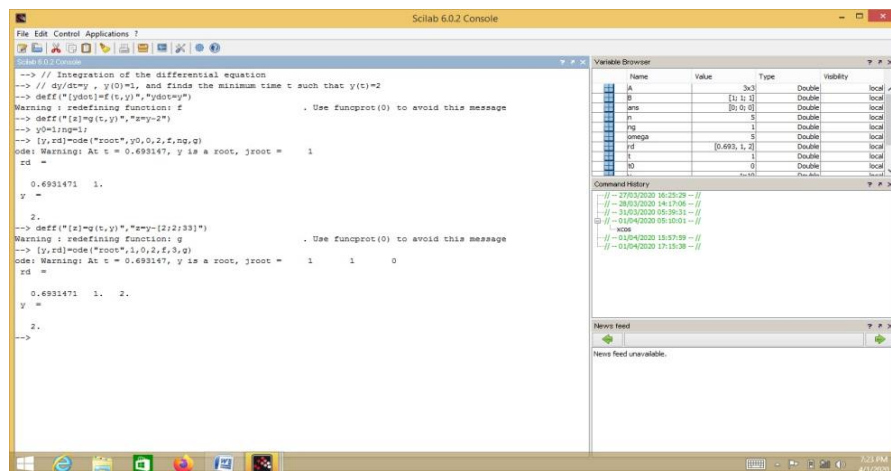 Scilab 6.0.2 Console
File Edit Control Applications ?
Scilab 6.0.2 Console
--> // Integration of the differential equation
--> // dy/dt=y , y(0)=1, and finds the minimum time t such that y(t)=2
--> deff("[ydot]=f(t,y)","ydot=y")
Warning : redefining function: f . Use funcprot(0) to avoid this message
--> deff("[z]=g(t,y)","z=y-2")
--> y0=1;ng=1;
--> [y,rd]=ode("root",y0,0,2,f,ng,g)
ode: Warning: At t = 0.693147, y is a root, jroot = 1
rd =
0.6931471 1.
y =
2.
--> deff("[z]=g(t,y)","z=y-[2;2;33]")
Warning : redefining function: g . Use funcprot(0) to avoid this message
--> [y,rd]=ode("root",1,0,2,f,3,g)
ode: Warning: At t = 0.693147, y is a root, jroot = 1 1 0
rd =
0.6931471 1. 2.
y =
2.
-->
Variable Browser
Name Value Type Visibility
A 3x3 Double local
B [1; 1; 1] Double local
ans [0; 0; 0] Double local
n 5 Double local
ng 1 Double local
omega 5 Double local
rd [0.693, 1, 2] Double local
t 1 Double local
t0 0 Double local
Command History
// -- 27/03/2020 16:25:29 -- //
// -- 28/03/2020 14:17:06 -- //
// -- 31/03/2020 05:39:31 -- //
// -- 01/04/2020 05:10:01 -- //
xcos
// -- 01/04/2020 15:57:59 -- //
// -- 01/04/2020 17:15:38 -- //
News feed
News feed unavailable.
7:23 PM
4/1/2020